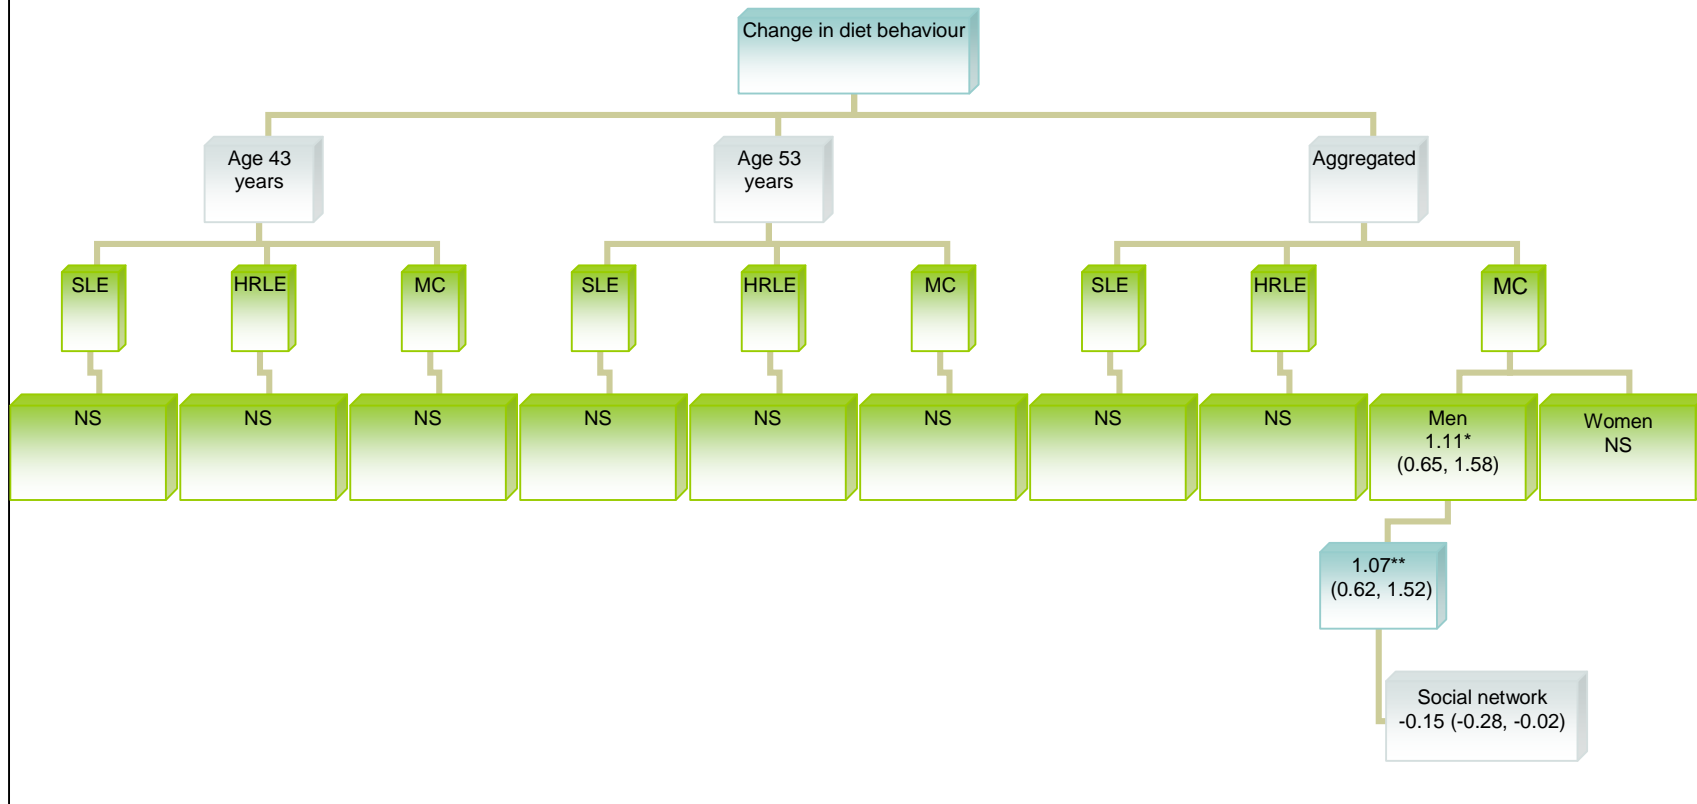 Change in diet behaviour
Age 43
years
Age 53
years
Aggregated
SLE
HRLE
MC
SLE
HRLE
MC
SLE
HRLE
MC
NS
NS
NS
NS
NS
NS
NS
NS
Men
1.11*
(0.65, 1.58)
Women
NS
1.07**
(0.62, 1.52)
Social network
-0.15 (-0.28, -0.02)